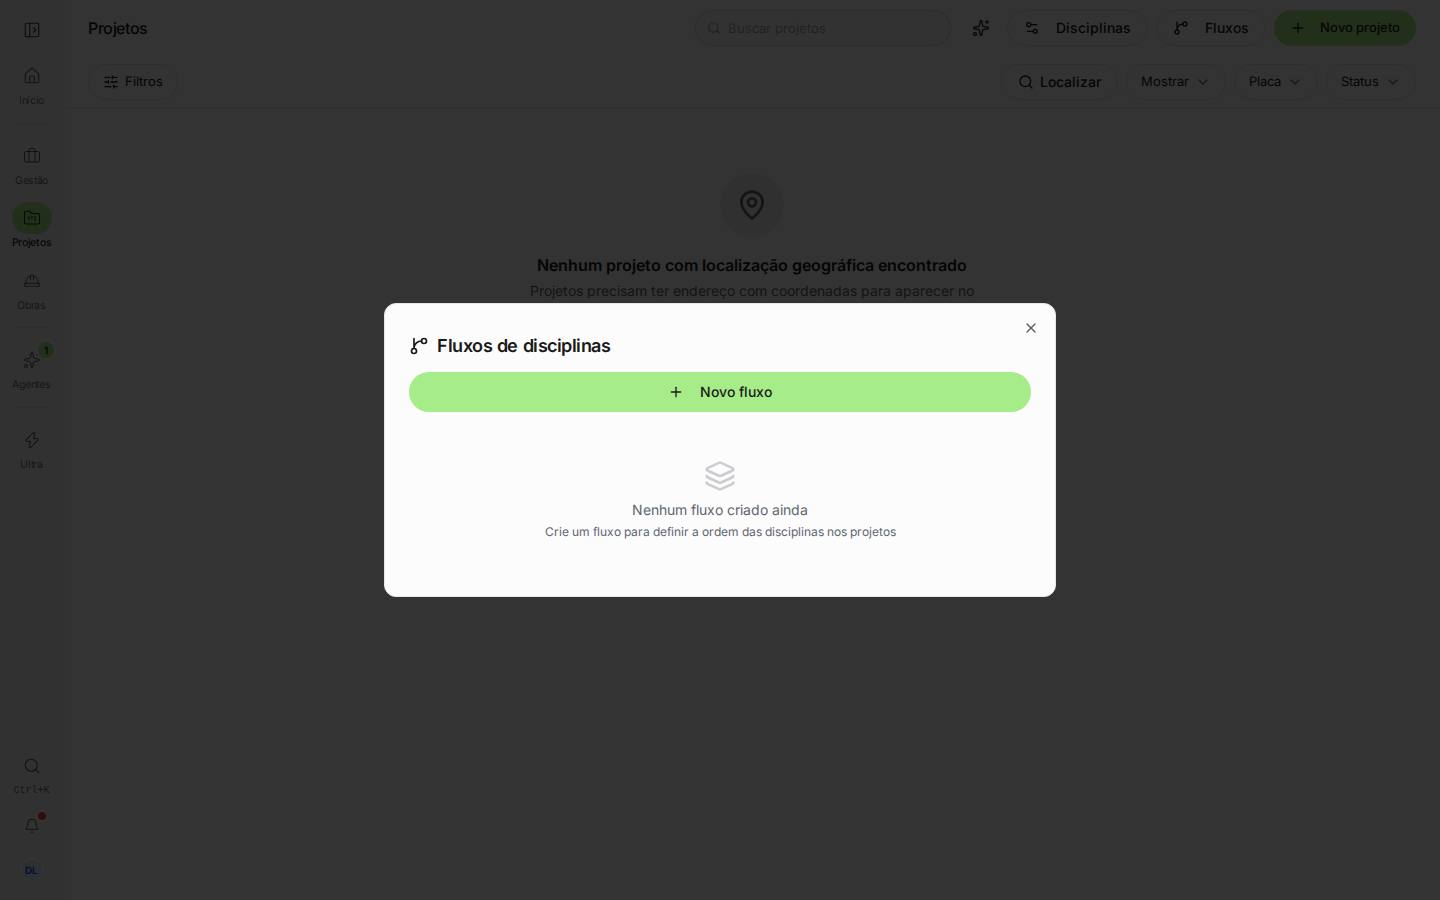 Projetos
Buscar projetos
Disciplinas
Fluxos
Novo projeto
Filtros
Localizar
Mostrar
Placa
Status
Início
Gestão
Projetos
Obras
1
Agentes
Ultra
Ctrl+K
DL
Nenhum projeto com localização geográfica encontrado
Projetos precisam ter endereço com coordenadas para aparecer no
Fluxos de disciplinas
Novo fluxo
Nenhum fluxo criado ainda
Crie um fluxo para definir a ordem das disciplinas nos projetos